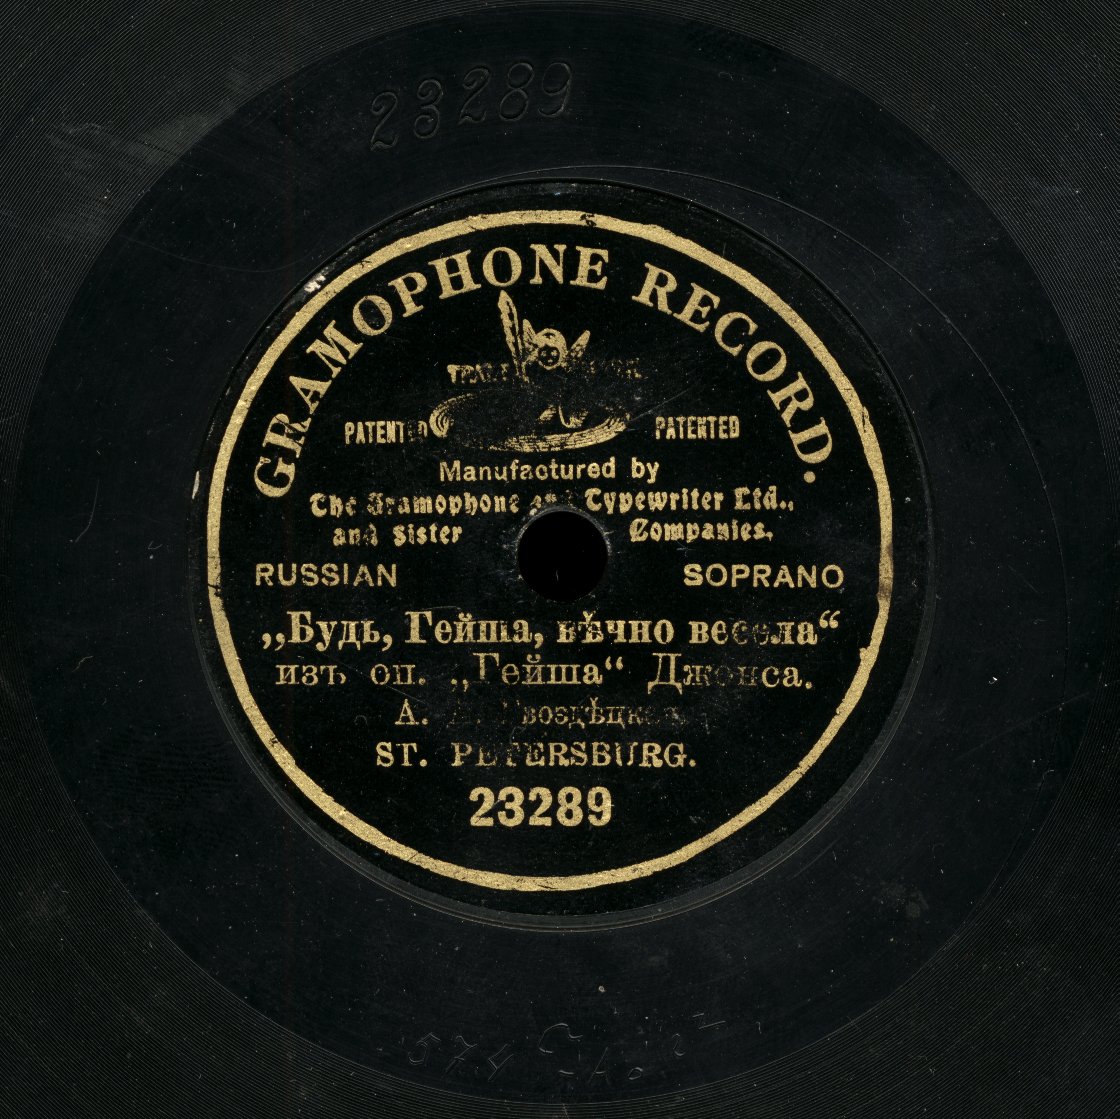 23289
GRAMOPHONE RECORD.
PATENTED PATENTED
Manufactured by
The Gramophone and Typewriter Ltd.,
and Sister Companies.
RUSSIAN SOPRANO
„Будь, Гейша, вѣчно весела“
изъ оп. „Гейша“ Джонса.
А.
ST. PETERSBURG.
23289